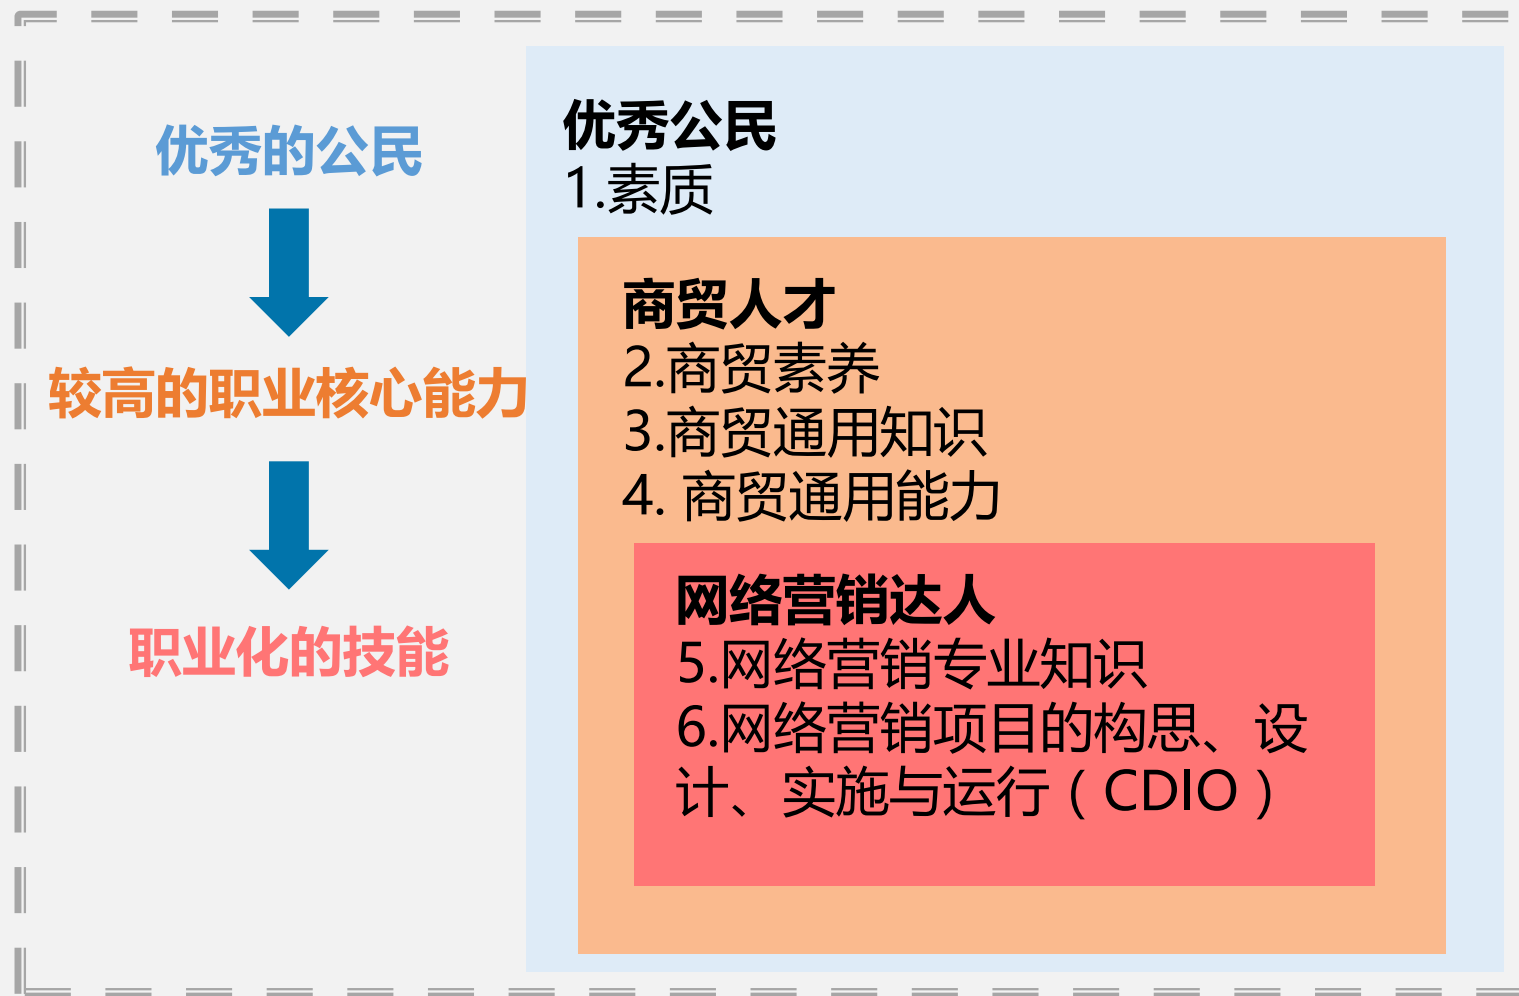 优秀的公民
较高的职业核心能力
职业化的技能
优秀公民
1.素质
商贸人才
2.商贸素养
3.商贸通用知识
4. 商贸通用能力
网络营销达人
5.网络营销专业知识
6.网络营销项目的构思、设
计、实施与运行（CDIO）